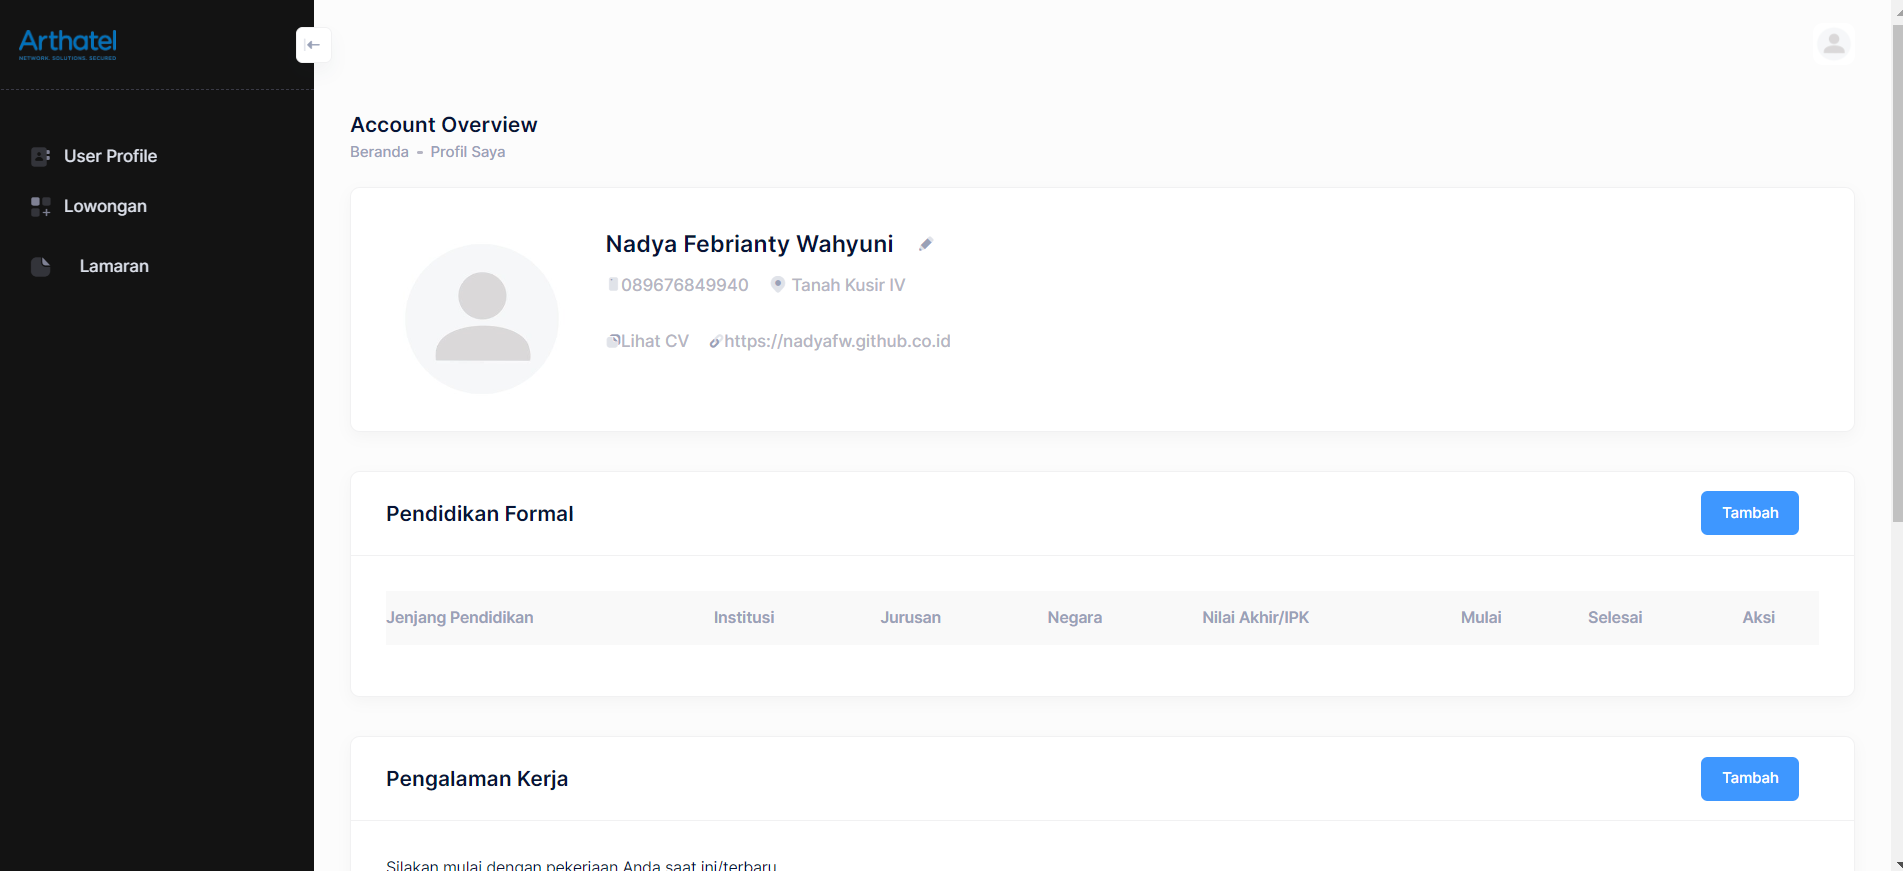 Arthatel
NETWORK. SOLUTIONS. SECURED
User Profile
Lowongan
Lamaran
Account Overview
Beranda - Profil Saya
Nadya Febrianty Wahyuni
089676849940 Tanah Kusir IV
Lihat CV https://nadyafw.github.co.id
Pendidikan Formal Tambah
Jenjang Pendidikan Institusi Jurusan Negara Nilai Akhir/IPK Mulai Selesai Aksi
Pengalaman Kerja Tambah
Silakan mulai dengan pekerjaan Anda saat ini/terbaru